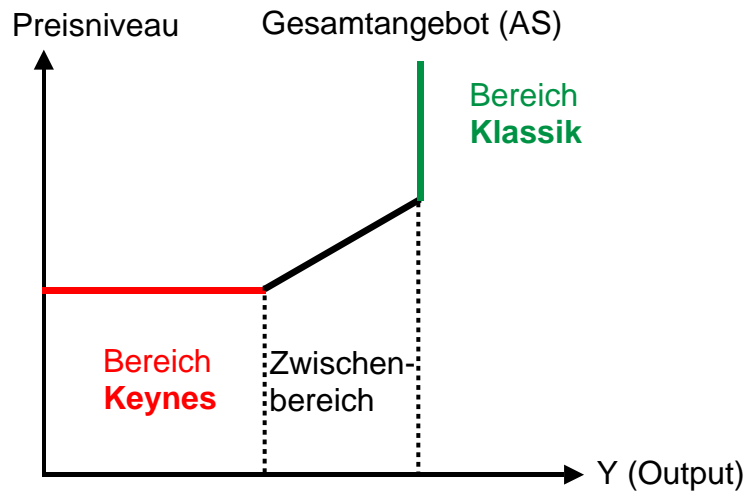 Preisniveau
Gesamtangebot (AS)
Bereich
Klassik
Bereich
Keynes
Zwischen-
bereich
Y (Output)